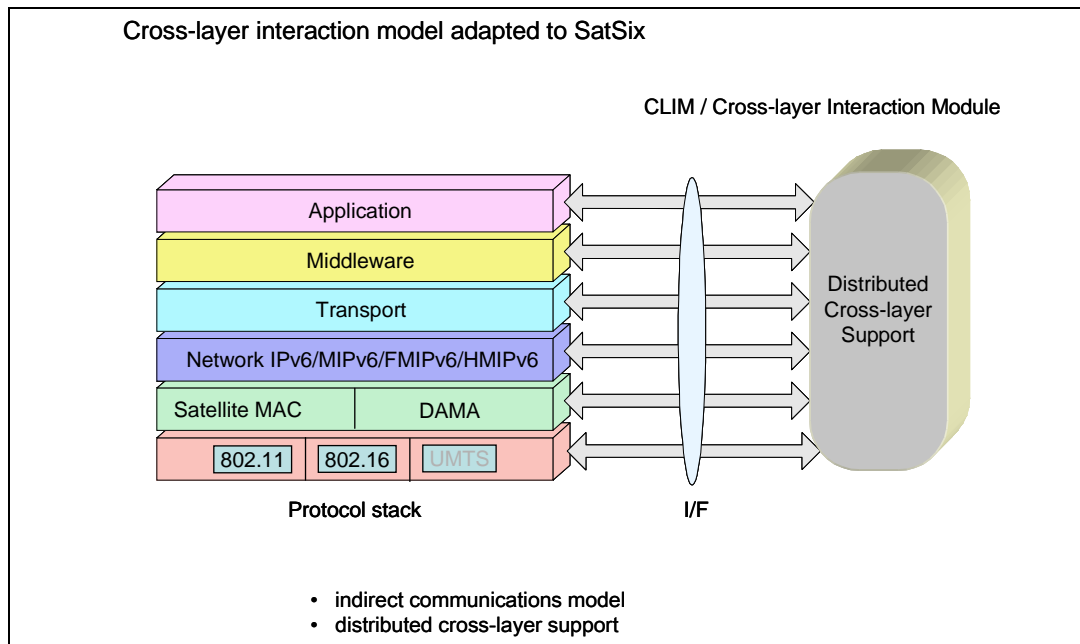 Cross-layer interaction model adapted to SatSix
CLIM / Cross-layer Interaction Module
Application
Middleware
Transport
Network IPv6/MIPv6/FMIPv6/HMIPv6
Satellite MAC DAMA
802.11 802.16 UMTS
Distributed
Cross-layer
Support
Protocol stack
I/F
• indirect communications model
• distributed cross-layer support